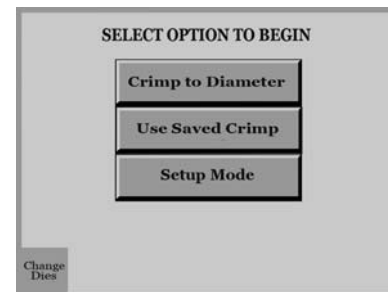 SELECT OPTION TO BEGIN
Crimp to Diameter
Use Saved Crimp
Setup Mode
Change
Dies